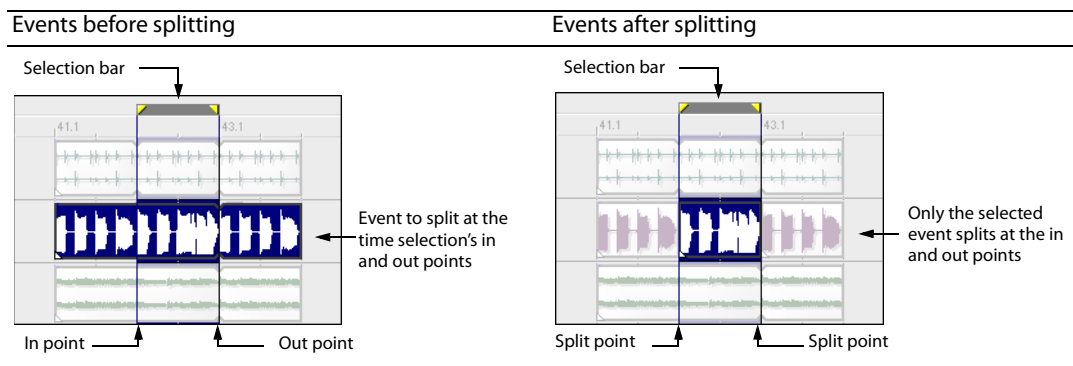 Events before splitting
Selection bar
41.1 43.1
Event to split at the
time selection's in
and out points
In point
Out point
Events after splitting
Selection bar
41.1 43.1
Only the selected
event splits at the in
and out points
Split point
Split point